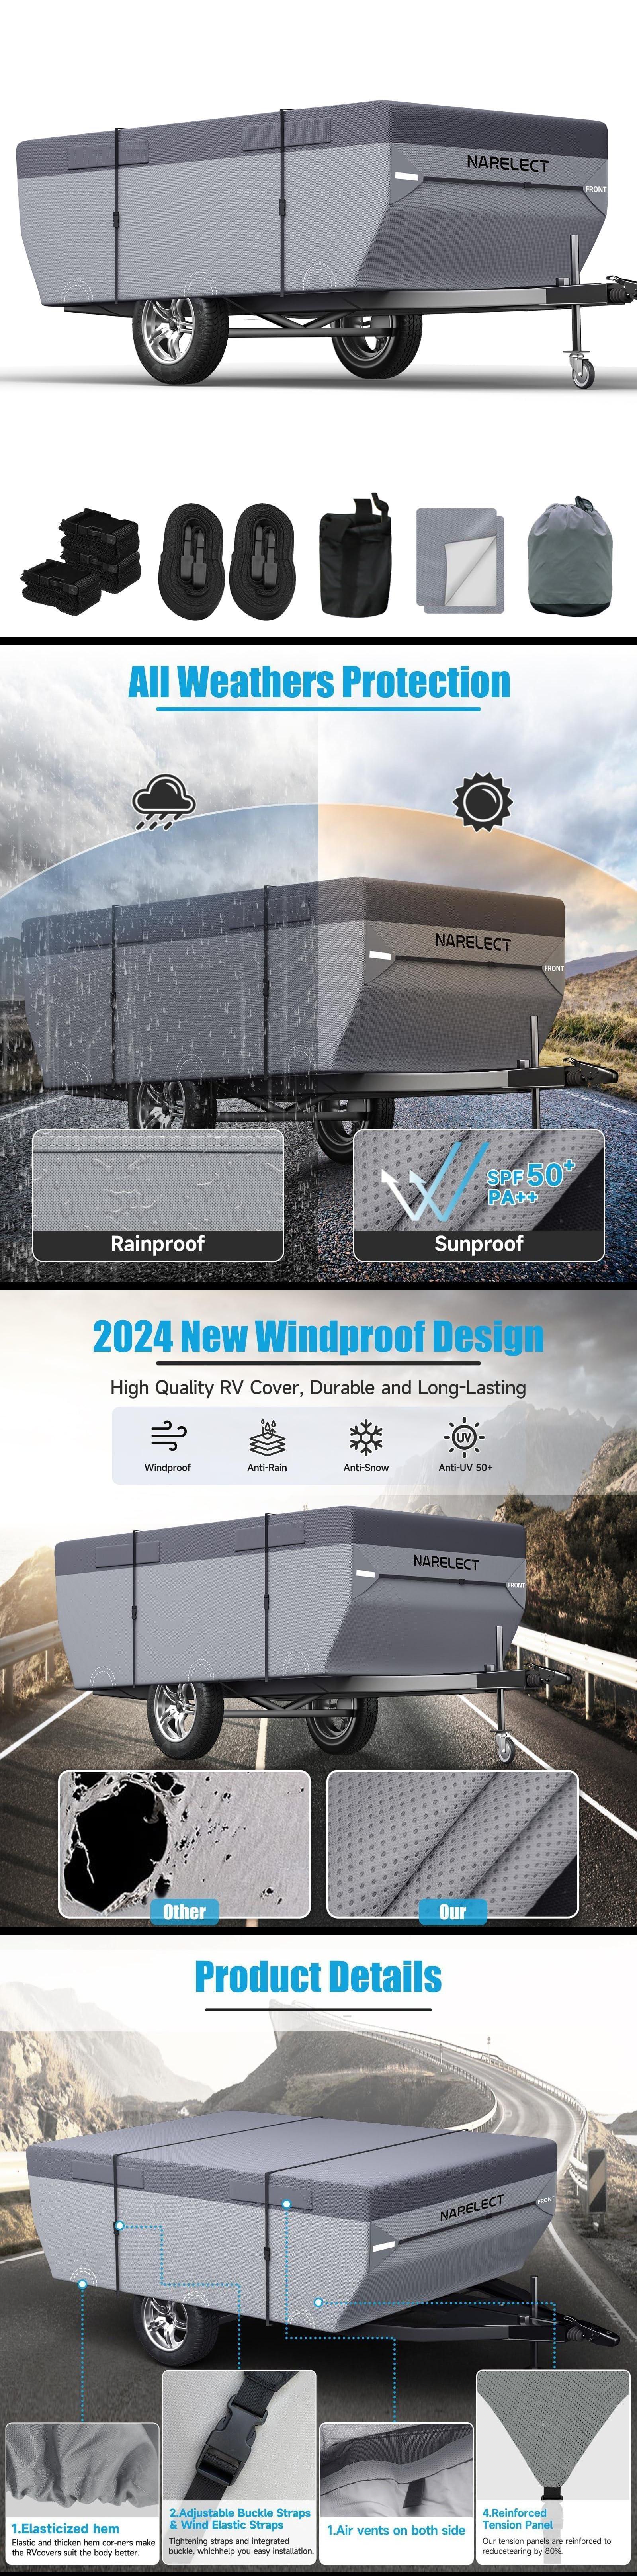 NARELECT
FRONT
All Weathers Protection
NARELECT
FRONT
SPF 50+
PA++
Rainproof
Sunproof
2024 New Windproof Design
High Quality RV Cover, Durable and Long-Lasting
UV
Windproof
Anti-Rain
Anti-Snow
Anti-UV 50+
NARELECT
FRONT
Other
Our
Product Details
NARELECT
FRONT
1.Elasticized hem
Elastic and thicken hem cor-ners make
the RVcovers suit the body better.
2.Adjustable Buckle Straps
& Wind Elastic Straps
Tightening straps and integrated
buckle, whichhelp you easy installation.
1.Air vents on both side
4.Reinforced
Tension Panel
Our tension panels are reinforced to
reducetearing by 80%.